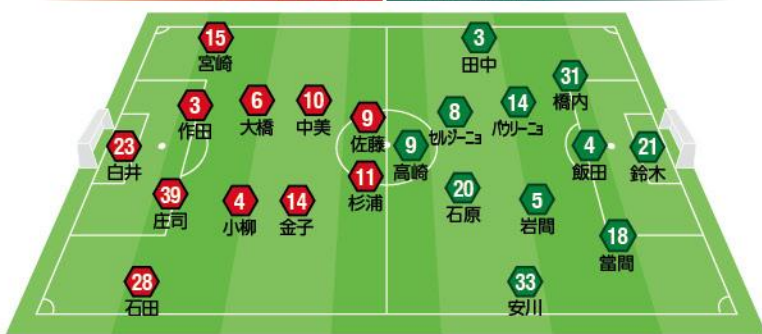 15
宮崎
3
作田
6
大橋
10
中美
9
佐藤
23
白井
39
庄司
4
小柳
14
金子
11
杉浦
28
石田
3
田中
31
橋内
8
セルジーニョ
14
パウリーニョ
9
高崎
4
飯田
21
鈴木
20
石原
5
岩間
18
當間
33
安川